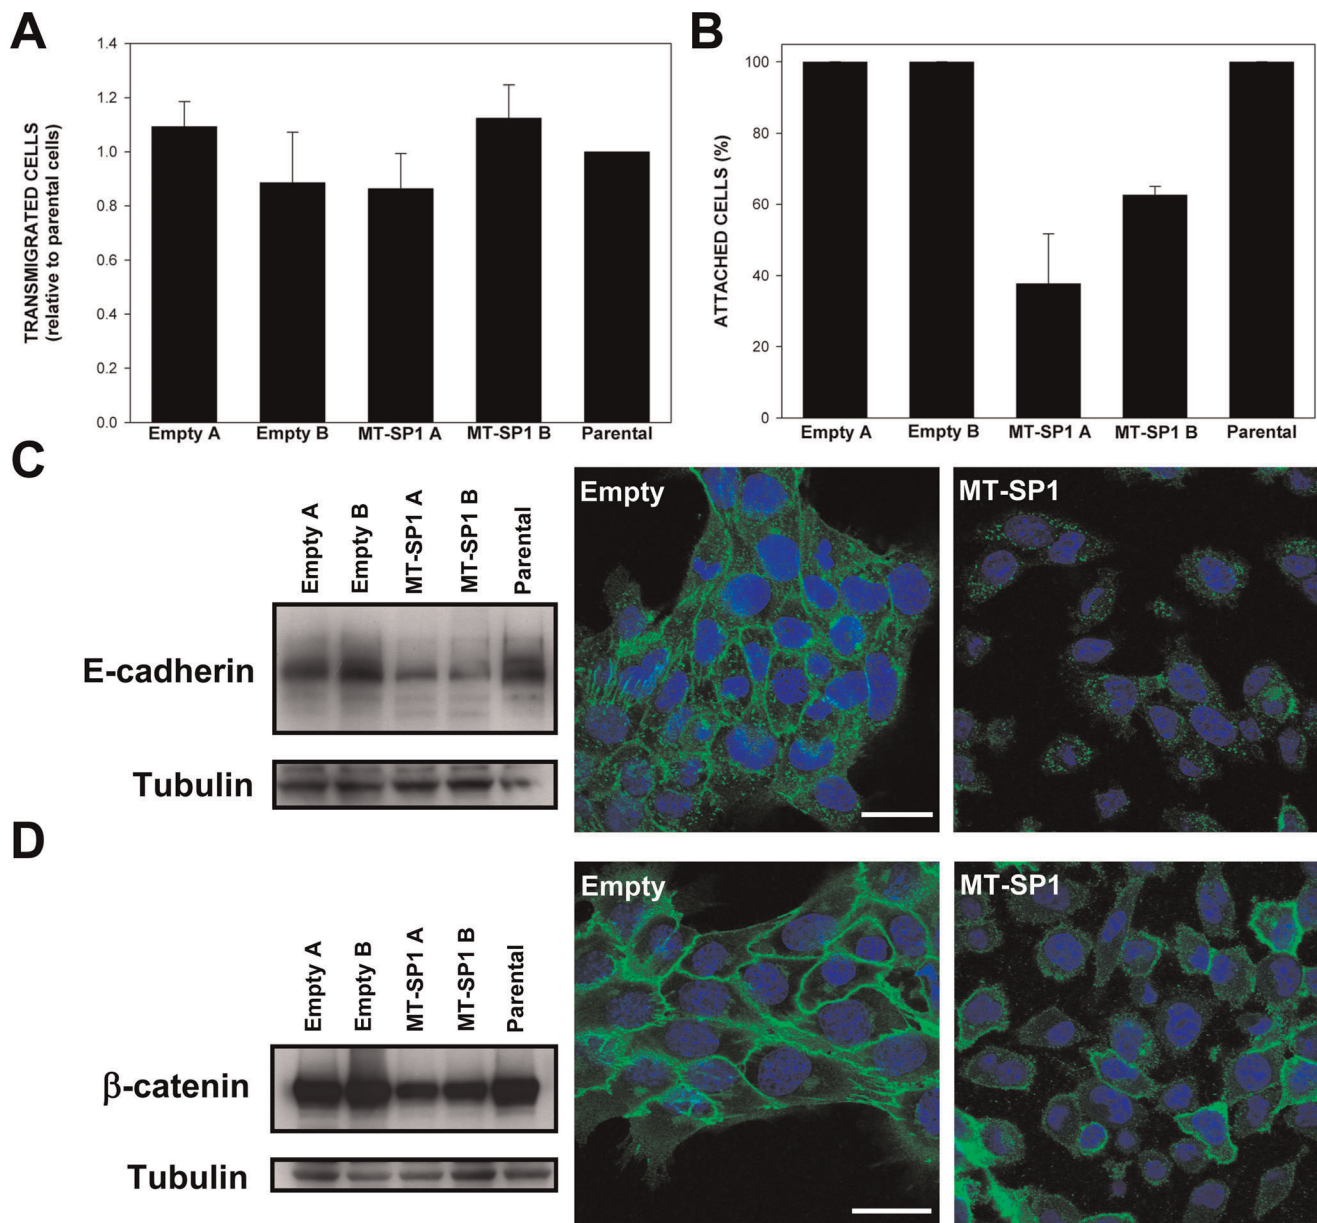 A
TRANSMIGRATED CELLS
(relative to parental cells)
1.4
1.2
1.0
0.8
0.6
0.4
0.2
0.0
Empty A
Empty B
MT-SP1 A
MT-SP1 B
Parental
B
ATTACHED CELLS (%)
100
80
60
40
20
0
Empty A
Empty B
MT-SP1 A
MT-SP1 B
Parental
C
Empty A
Empty B
MT-SP1 A
MT-SP1 B
Parental
E-cadherin
Tubulin
Empty
MT-SP1
D
Empty A
Empty B
MT-SP1 A
MT-SP1 B
Parental
β-catenin
Tubulin
Empty
MT-SP1